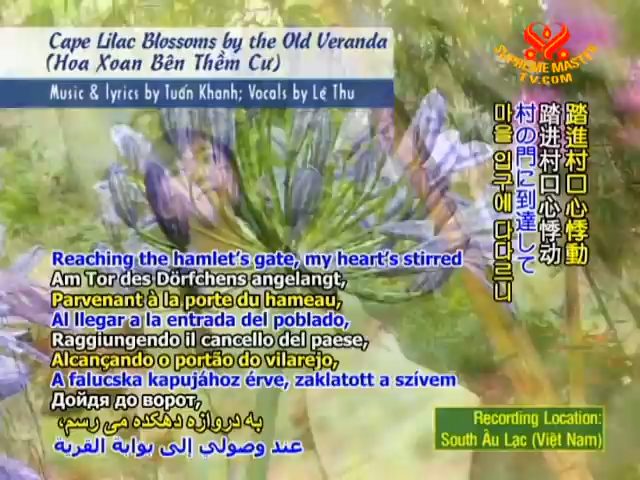 Cape Lilac Blossoms by the Old Veranda
(Hoa Xoan Bên Thềm Cũ)
Music & lyrics by Tuấn Khanh; Vocals by Lệ Thu
SUPREME MASTER
TV.COM
踏進村口心悸動
踏进村口心悸动
村の門に到達して
마을 입구에 다다르니
Reaching the hamlet's gate, my heart's stirred
Am Tor des Dörfchens angelangt,
Parvenant à la porte du hameau,
Al llegar a la entrada del poblado,
Raggiungendo il cancello del paese,
Alcançando o portão do vilarejo,
A falucska kapujához érve, zaklatott a szívem
Дойдя до ворот,
به دروازه دهکده می رسم،
عند وصولي إلى بوابة القرية
Recording Location:
South Âu Lạc (Việt Nam)